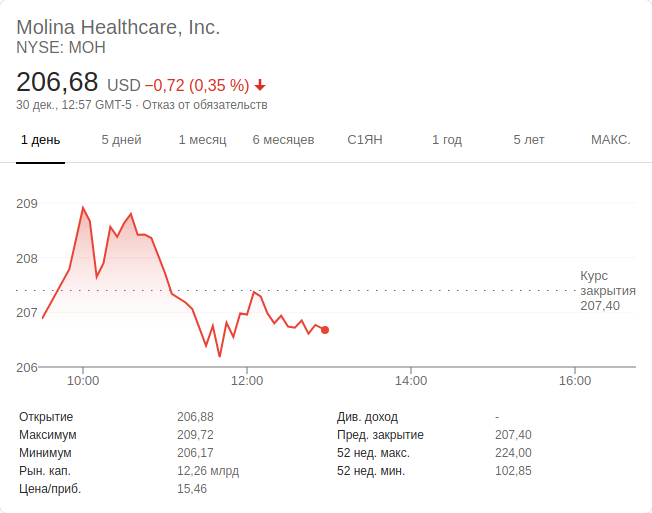 Molina Healthcare, Inc.
NYSE: MOH
206,68 USD −0,72 (0,35 %)
30 дек., 12:57 GMT-5 · Отказ от обязательств
1 день 5 дней 1 месяц 6 месяцев С1ЯН 1 год 5 лет МАКС.
209
208
Курс
закрытия
207,40
207
206
10:00 12:00 14:00 16:00
Открытие 206,88 Див. доход -
Максимум 209,72 Пред. закрытие 207,40
Минимум 206,17 52 нед. макс. 224,00
Рын. кап. 12,26 млрд 52 нед. мин. 102,85
Цена/приб. 15,46